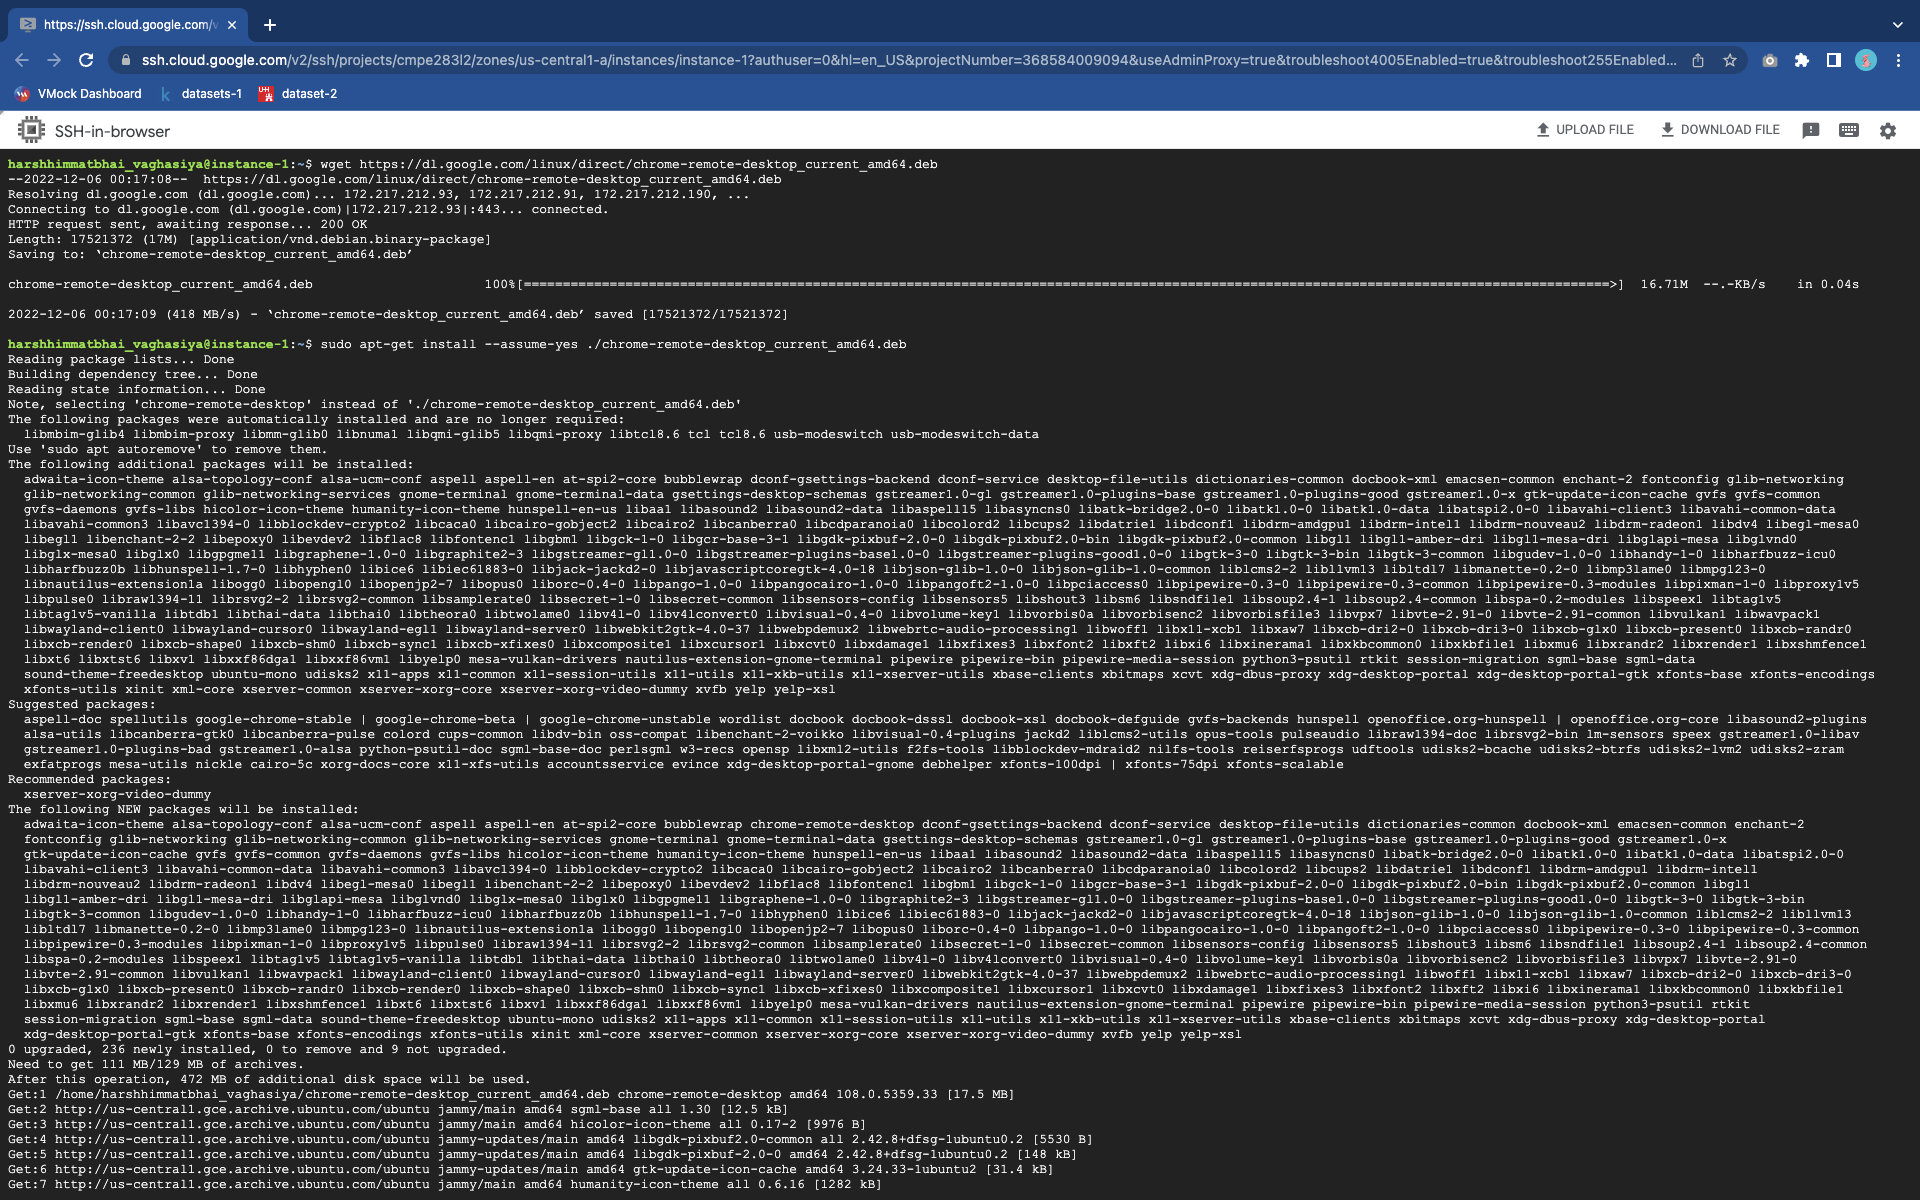 https://ssh.cloud.google.com/v
ssh.cloud.google.com/v2/ssh/projects/cmpe283l2/zones/us-central1-a/instances/instance-1?authuser=0&hl=en_US&projectNumber=368584009094&useAdminProxy=true&troubleshoot4005Enabled=true&troubleshoot255Enabled...
VMock Dashboard datasets-1 dataset-2
SSH-in-browser UPLOAD FILE DOWNLOAD FILE
harshhimmatbhai_vaghasiya@instance-1:~$ wget https://dl.google.com/linux/direct/chrome-remote-desktop_current_amd64.deb
--2022-12-06 00:17:08-- https://dl.google.com/linux/direct/chrome-remote-desktop_current_amd64.deb
Resolving dl.google.com (dl.google.com)... 172.217.212.93, 172.217.212.91, 172.217.212.190, ...
Connecting to dl.google.com (dl.google.com)|172.217.212.93|:443... connected.
HTTP request sent, awaiting response... 200 OK
Length: 17521372 (17M) [application/vnd.debian.binary-package]
Saving to: ‘chrome-remote-desktop_current_amd64.deb’
chrome-remote-desktop_current_amd64.deb 100%[===========================================================================================================================================>] 16.71M --.-KB/s in 0.04s
2022-12-06 00:17:09 (418 MB/s) - ‘chrome-remote-desktop_current_amd64.deb’ saved [17521372/17521372]
harshhimmatbhai_vaghasiya@instance-1:~$ sudo apt-get install --assume-yes ./chrome-remote-desktop_current_amd64.deb
Reading package lists... Done
Building dependency tree... Done
Reading state information... Done
Note, selecting 'chrome-remote-desktop' instead of './chrome-remote-desktop_current_amd64.deb'
The following packages were automatically installed and are no longer required:
libmbim-glib4 libmbim-proxy libmm-glib0 libnuma1 libqmi-glib5 libqmi-proxy libtcl8.6 tcl tcl8.6 usb-modeswitch usb-modeswitch-data
Use 'sudo apt autoremove' to remove them.
The following additional packages will be installed:
adwaita-icon-theme alsa-topology-conf alsa-ucm-conf aspell aspell-en at-spi2-core bubblewrap dconf-gsettings-backend dconf-service desktop-file-utils dictionaries-common docbook-xml emacsen-common enchant-2 fontconfig glib-networking
glib-networking-common glib-networking-services gnome-terminal gnome-terminal-data gsettings-desktop-schemas gstreamer1.0-gl gstreamer1.0-plugins-base gstreamer1.0-plugins-good gstreamer1.0-x gtk-update-icon-cache gvfs gvfs-common
gvfs-daemons gvfs-libs hicolor-icon-theme humanity-icon-theme hunspell-en-us libaa1 libasound2 libasound2-data libaspell15 libasyncns0 libatk-bridge2.0-0 libatk1.0-0 libatk1.0-data libatspi2.0-0 libavahi-client3 libavahi-common-data
libavahi-common3 libavc1394-0 libblockdev-crypto2 libcaca0 libcairo-gobject2 libcairo2 libcanberra0 libcdparanoia0 libcolord2 libcups2 libdatrie1 libdconf1 libdrm-amdgpu1 libdrm-intel1 libdrm-nouveau2 libdrm-radeon1 libdv4 libegl-mesa0
libegl1 libenchant-2-2 libepoxy0 libevdev2 libflac8 libfontenc1 libgbm1 libgck-1-0 libgcr-base-3-1 libgdk-pixbuf-2.0-0 libgdk-pixbuf2.0-bin libgdk-pixbuf2.0-common libgl1 libgl1-amber-dri libgl1-mesa-dri libglapi-mesa libglvnd0
libglx-mesa0 libglx0 libgpgme11 libgraphene-1.0-0 libgraphite2-3 libgstreamer-gl1.0-0 libgstreamer-plugins-base1.0-0 libgstreamer-plugins-good1.0-0 libgtk-3-0 libgtk-3-bin libgtk-3-common libgudev-1.0-0 libhandy-1-0 libharfbuzz-icu0
libharfbuzz0b libhunspell-1.7-0 libhyphen0 libice6 libiec61883-0 libjack-jackd2-0 libjavascriptcoregtk-4.0-18 libjson-glib-1.0-0 libjson-glib-1.0-common liblcms2-2 libllvm13 libltdl7 libmanette-0.2-0 libmp3lame0 libmpg123-0
libnautilus-extension1a libogg0 libopengl0 libopenjp2-7 libopus0 liborc-0.4-0 libpango-1.0-0 libpangocairo-1.0-0 libpangoft2-1.0-0 libpciaccess0 libpipewire-0.3-0 libpipewire-0.3-common libpipewire-0.3-modules libpixman-1-0 libproxy1v5
libpulse0 libraw1394-11 librsvg2-2 librsvg2-common libsamplerate0 libsecret-1-0 libsecret-common libsensors-config libsensors5 libshout3 libsm6 libsndfile1 libsoup2.4-1 libsoup2.4-common libspa-0.2-modules libspeex1 libtag1v5
libtag1v5-vanilla libtdb1 libthai-data libthai0 libtheora0 libtwolame0 libv4l-0 libv4lconvert0 libvisual-0.4-0 libvolume-key1 libvorbis0a libvorbisenc2 libvorbisfile3 libvpx7 libvte-2.91-0 libvte-2.91-common libvulkan1 libwavpack1
libwayland-client0 libwayland-cursor0 libwayland-egl1 libwayland-server0 libwebkit2gtk-4.0-37 libwebpdemux2 libwebrtc-audio-processing1 libwoff1 libx11-xcb1 libxaw7 libxcb-dri2-0 libxcb-dri3-0 libxcb-glx0 libxcb-present0 libxcb-randr0
libxcb-render0 libxcb-shape0 libxcb-shm0 libxcb-sync1 libxcb-xfixes0 libxcomposite1 libxcursor1 libxcvt0 libxdamage1 libxfixes3 libxfont2 libxft2 libxi6 libxinerama1 libxkbcommon0 libxkbfile1 libxmu6 libxrandr2 libxrender1 libxshmfence1
libxt6 libxtst6 libxv1 libxxf86dga1 libxxf86vm1 libyelp0 mesa-vulkan-drivers nautilus-extension-gnome-terminal pipewire pipewire-bin pipewire-media-session python3-psutil rtkit session-migration sgml-base sgml-data
sound-theme-freedesktop ubuntu-mono udisks2 x11-apps x11-common x11-session-utils x11-utils x11-xkb-utils x11-xserver-utils xbase-clients xbitmaps xcvt xdg-dbus-proxy xdg-desktop-portal xdg-desktop-portal-gtk xfonts-base xfonts-encodings
xfonts-utils xinit xml-core xserver-common xserver-xorg-core xserver-xorg-video-dummy xvfb yelp yelp-xsl
Suggested packages:
aspell-doc spellutils google-chrome-stable | google-chrome-beta | google-chrome-unstable wordlist docbook docbook-dsssl docbook-xsl docbook-defguide gvfs-backends hunspell openoffice.org-hunspell | openoffice.org-core libasound2-plugins
alsa-utils libcanberra-gtk0 libcanberra-pulse colord cups-common libdv-bin oss-compat libenchant-2-voikko libvisual-0.4-plugins jackd2 liblcms2-utils opus-tools pulseaudio libraw1394-doc librsvg2-bin lm-sensors speex gstreamer1.0-libav
gstreamer1.0-plugins-bad gstreamer1.0-alsa python-psutil-doc sgml-base-doc perlsgml w3-recs opensp libxml2-utils f2fs-tools libblockdev-mdraid2 nilfs-tools reiserfsprogs udftools udisks2-bcache udisks2-btrfs udisks2-lvm2 udisks2-zram
exfatprogs mesa-utils nickle cairo-5c xorg-docs-core x11-xfs-utils accountsservice evince xdg-desktop-portal-gnome debhelper xfonts-100dpi | xfonts-75dpi xfonts-scalable
Recommended packages:
xserver-xorg-video-dummy
The following NEW packages will be installed:
adwaita-icon-theme alsa-topology-conf alsa-ucm-conf aspell aspell-en at-spi2-core bubblewrap chrome-remote-desktop dconf-gsettings-backend dconf-service desktop-file-utils dictionaries-common docbook-xml emacsen-common enchant-2
fontconfig glib-networking glib-networking-common glib-networking-services gnome-terminal gnome-terminal-data gsettings-desktop-schemas gstreamer1.0-gl gstreamer1.0-plugins-base gstreamer1.0-plugins-good gstreamer1.0-x
gtk-update-icon-cache gvfs gvfs-common gvfs-daemons gvfs-libs hicolor-icon-theme humanity-icon-theme hunspell-en-us libaa1 libasound2 libasound2-data libaspell15 libasyncns0 libatk-bridge2.0-0 libatk1.0-0 libatk1.0-data libatspi2.0-0
libavahi-client3 libavahi-common-data libavahi-common3 libavc1394-0 libblockdev-crypto2 libcaca0 libcairo-gobject2 libcairo2 libcanberra0 libcdparanoia0 libcolord2 libcups2 libdatrie1 libdconf1 libdrm-amdgpu1 libdrm-intel1
libdrm-nouveau2 libdrm-radeon1 libdv4 libegl-mesa0 libegl1 libenchant-2-2 libepoxy0 libevdev2 libflac8 libfontenc1 libgbm1 libgck-1-0 libgcr-base-3-1 libgdk-pixbuf-2.0-0 libgdk-pixbuf2.0-bin libgdk-pixbuf2.0-common libgl1
libgl1-amber-dri libgl1-mesa-dri libglapi-mesa libglvnd0 libglx-mesa0 libglx0 libgpgme11 libgraphene-1.0-0 libgraphite2-3 libgstreamer-gl1.0-0 libgstreamer-plugins-base1.0-0 libgstreamer-plugins-good1.0-0 libgtk-3-0 libgtk-3-bin
libgtk-3-common libgudev-1.0-0 libhandy-1-0 libharfbuzz-icu0 libharfbuzz0b libhunspell-1.7-0 libhyphen0 libice6 libiec61883-0 libjack-jackd2-0 libjavascriptcoregtk-4.0-18 libjson-glib-1.0-0 libjson-glib-1.0-common liblcms2-2 libllvm13
libltdl7 libmanette-0.2-0 libmp3lame0 libmpg123-0 libnautilus-extension1a libogg0 libopengl0 libopenjp2-7 libopus0 liborc-0.4-0 libpango-1.0-0 libpangocairo-1.0-0 libpangoft2-1.0-0 libpciaccess0 libpipewire-0.3-0 libpipewire-0.3-common
libpipewire-0.3-modules libpixman-1-0 libproxy1v5 libpulse0 libraw1394-11 librsvg2-2 librsvg2-common libsamplerate0 libsecret-1-0 libsecret-common libsensors-config libsensors5 libshout3 libsm6 libsndfile1 libsoup2.4-1 libsoup2.4-common
libspa-0.2-modules libspeex1 libtag1v5 libtag1v5-vanilla libtdb1 libthai-data libthai0 libtheora0 libtwolame0 libv4l-0 libv4lconvert0 libvisual-0.4-0 libvolume-key1 libvorbis0a libvorbisenc2 libvorbisfile3 libvpx7 libvte-2.91-0
libvte-2.91-common libvulkan1 libwavpack1 libwayland-client0 libwayland-cursor0 libwayland-egl1 libwayland-server0 libwebkit2gtk-4.0-37 libwebpdemux2 libwebrtc-audio-processing1 libwoff1 libx11-xcb1 libxaw7 libxcb-dri2-0 libxcb-dri3-0
libxcb-glx0 libxcb-present0 libxcb-randr0 libxcb-render0 libxcb-shape0 libxcb-shm0 libxcb-sync1 libxcb-xfixes0 libxcomposite1 libxcursor1 libxcvt0 libxdamage1 libxfixes3 libxfont2 libxft2 libxi6 libxinerama1 libxkbcommon0 libxkbfile1
libxmu6 libxrandr2 libxrender1 libxshmfence1 libxt6 libxtst6 libxv1 libxxf86dga1 libxxf86vm1 libyelp0 mesa-vulkan-drivers nautilus-extension-gnome-terminal pipewire pipewire-bin pipewire-media-session python3-psutil rtkit
session-migration sgml-base sgml-data sound-theme-freedesktop ubuntu-mono udisks2 x11-apps x11-common x11-session-utils x11-utils x11-xkb-utils x11-xserver-utils xbase-clients xbitmaps xcvt xdg-dbus-proxy xdg-desktop-portal
xdg-desktop-portal-gtk xfonts-base xfonts-encodings xfonts-utils xinit xml-core xserver-common xserver-xorg-core xserver-xorg-video-dummy xvfb yelp yelp-xsl
0 upgraded, 236 newly installed, 0 to remove and 9 not upgraded.
Need to get 111 MB/129 MB of archives.
After this operation, 472 MB of additional disk space will be used.
Get:1 /home/harshhimmatbhai_vaghasiya/chrome-remote-desktop_current_amd64.deb chrome-remote-desktop amd64 108.0.5359.33 [17.5 MB]
Get:2 http://us-central1.gce.archive.ubuntu.com/ubuntu jammy/main amd64 sgml-base all 1.30 [12.5 kB]
Get:3 http://us-central1.gce.archive.ubuntu.com/ubuntu jammy/main amd64 hicolor-icon-theme all 0.17-2 [9976 B]
Get:4 http://us-central1.gce.archive.ubuntu.com/ubuntu jammy-updates/main amd64 libgdk-pixbuf2.0-common all 2.42.8+dfsg-1ubuntu0.2 [5530 B]
Get:5 http://us-central1.gce.archive.ubuntu.com/ubuntu jammy-updates/main amd64 libgdk-pixbuf-2.0-0 amd64 2.42.8+dfsg-1ubuntu0.2 [148 kB]
Get:6 http://us-central1.gce.archive.ubuntu.com/ubuntu jammy-updates/main amd64 gtk-update-icon-cache amd64 3.24.33-1ubuntu2 [31.4 kB]
Get:7 http://us-central1.gce.archive.ubuntu.com/ubuntu jammy/main amd64 humanity-icon-theme all 0.6.16 [1282 kB]